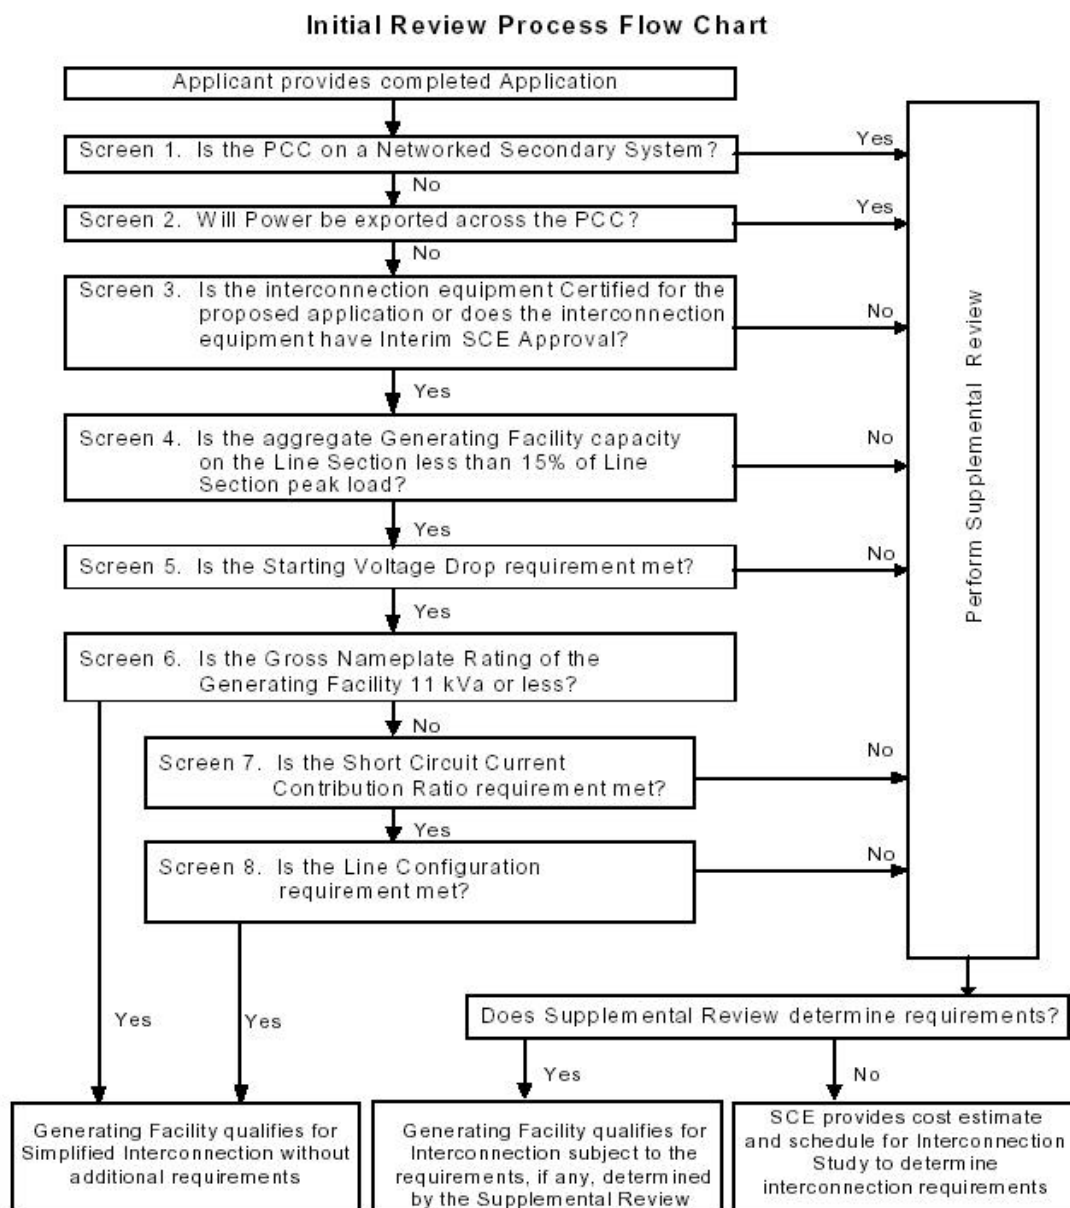 Initial Review Process Flow Chart
Applicant provides completed Application
Screen 1. Is the PCC on a Networked Secondary System?
Yes
No
Screen 2. Will Power be exported across the PCC?
Yes
No
Screen 3. Is the interconnection equipment Certified for the
proposed application or does the interconnection
equipment have Interim SCE Approval?
No
Yes
Screen 4. Is the aggregate Generating Facility capacity
on the Line Section less than 15% of Line
Section peak load?
No
Yes
Screen 5. Is the Starting Voltage Drop requirement met?
No
Yes
Screen 6. Is the Gross Nameplate Rating of the
Generating Facility 11 kVa or less?
No
Screen 7. Is the Short Circuit Current
Contribution Ratio requirement met?
No
Yes
Screen 8. Is the Line Configuration
requirement met?
No
Perform Supplemental Review
Does Supplemental Review determine requirements?
Yes
Yes
Yes
No
Generating Facility qualifies for
Simplified Interconnection without
additional requirements
Generating Facility qualifies for
Interconnection subject to the
requirements, if any, determined
by the Supplemental Review
SCE provides cost estimate
and schedule for Interconnection
Study to determine
interconnection requirements